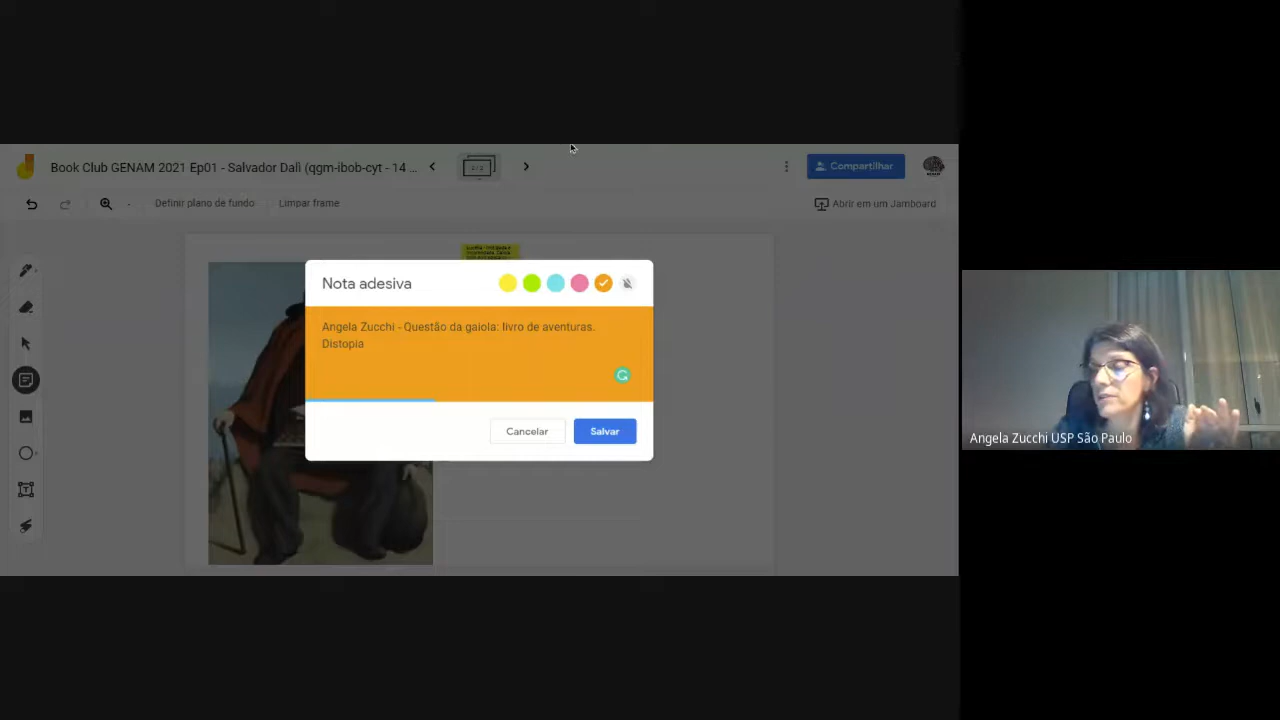 Book Club GENAM 2021 Ep01 - Salvador Dalì (qgm-ibob-cyt - 14 ...
Compartilhar
Definir plano de fundo
Limpar frame
Abrir em um Jamboard
Nota adesiva
Angela Zucchi - Questão da gaiola: livro de aventuras.
Distopia
Cancelar
Salvar
Angela Zucchi USP São Paulo